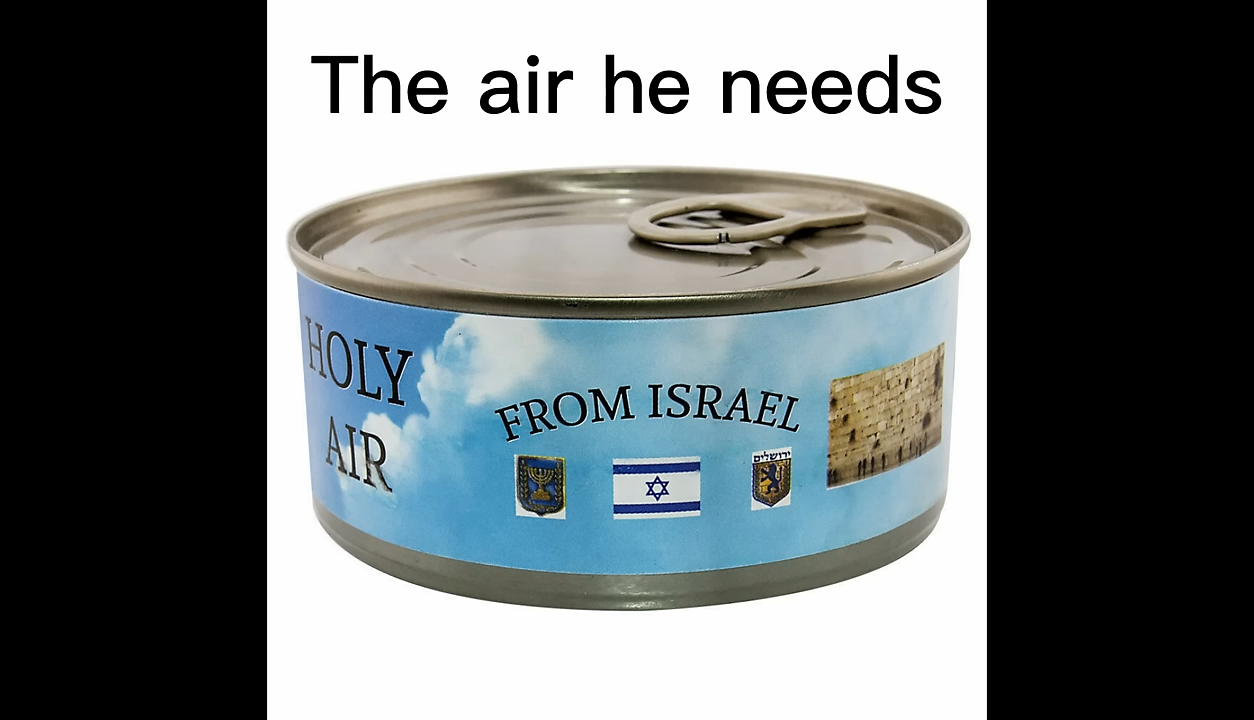 The air he needs
HOLY
AIR
FROM ISRAEL
ירושלים